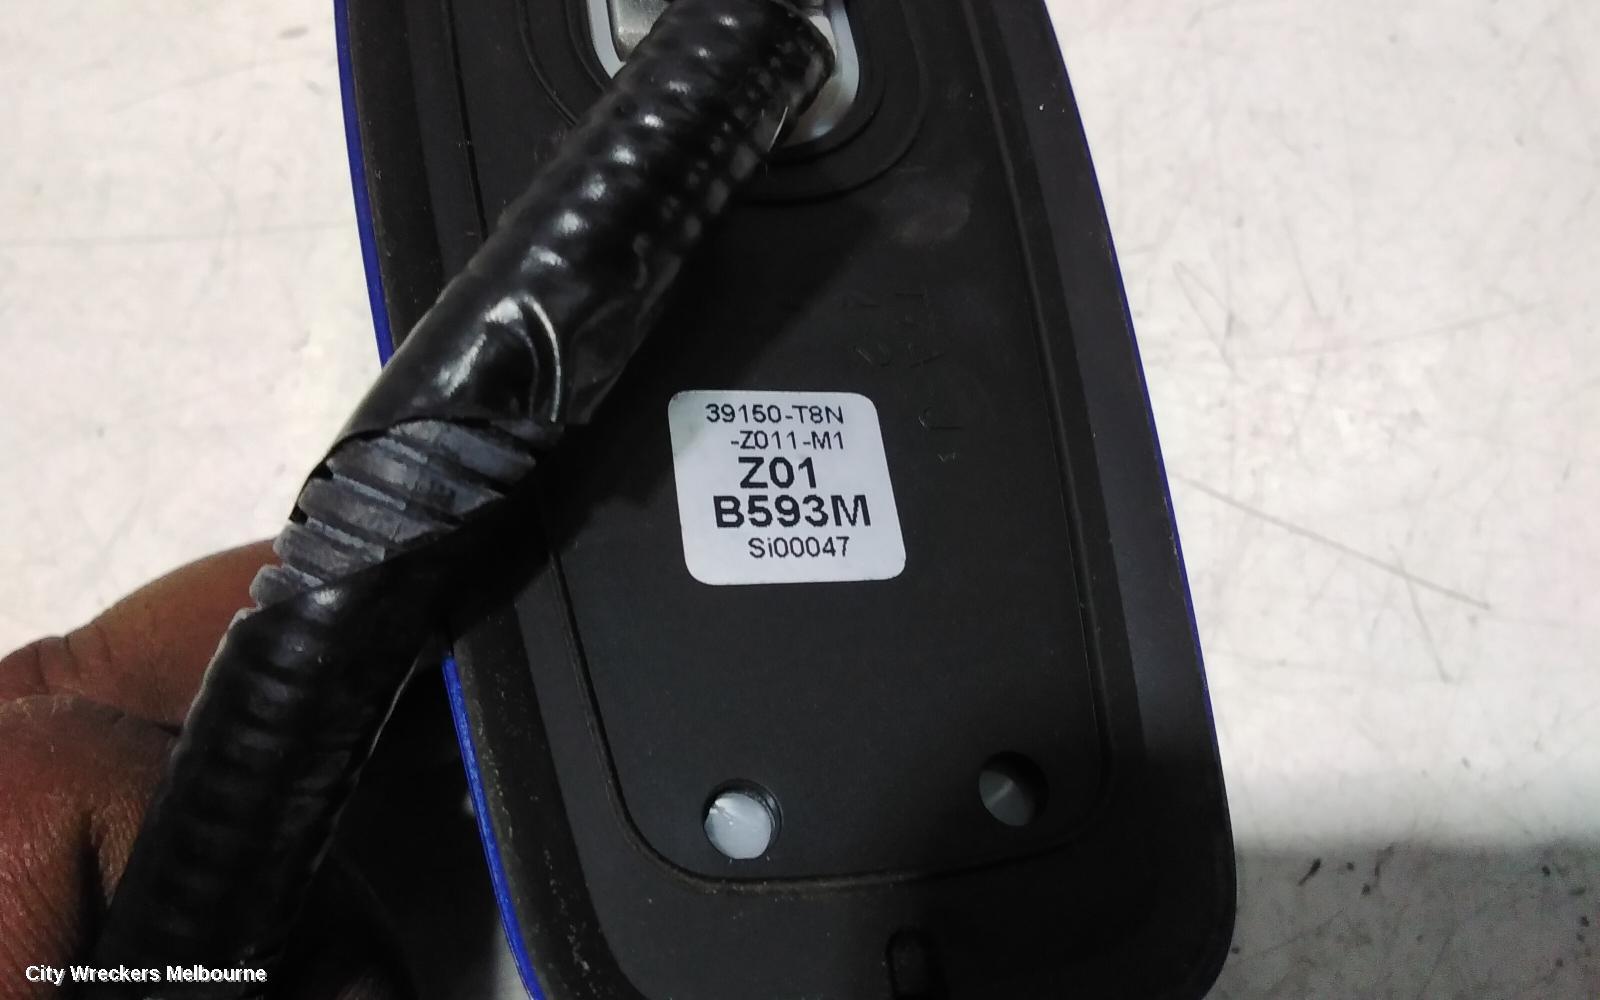 39150-T8N
-Z011-M1
Z01
B593M
Si00047
City Wreckers Melbourne